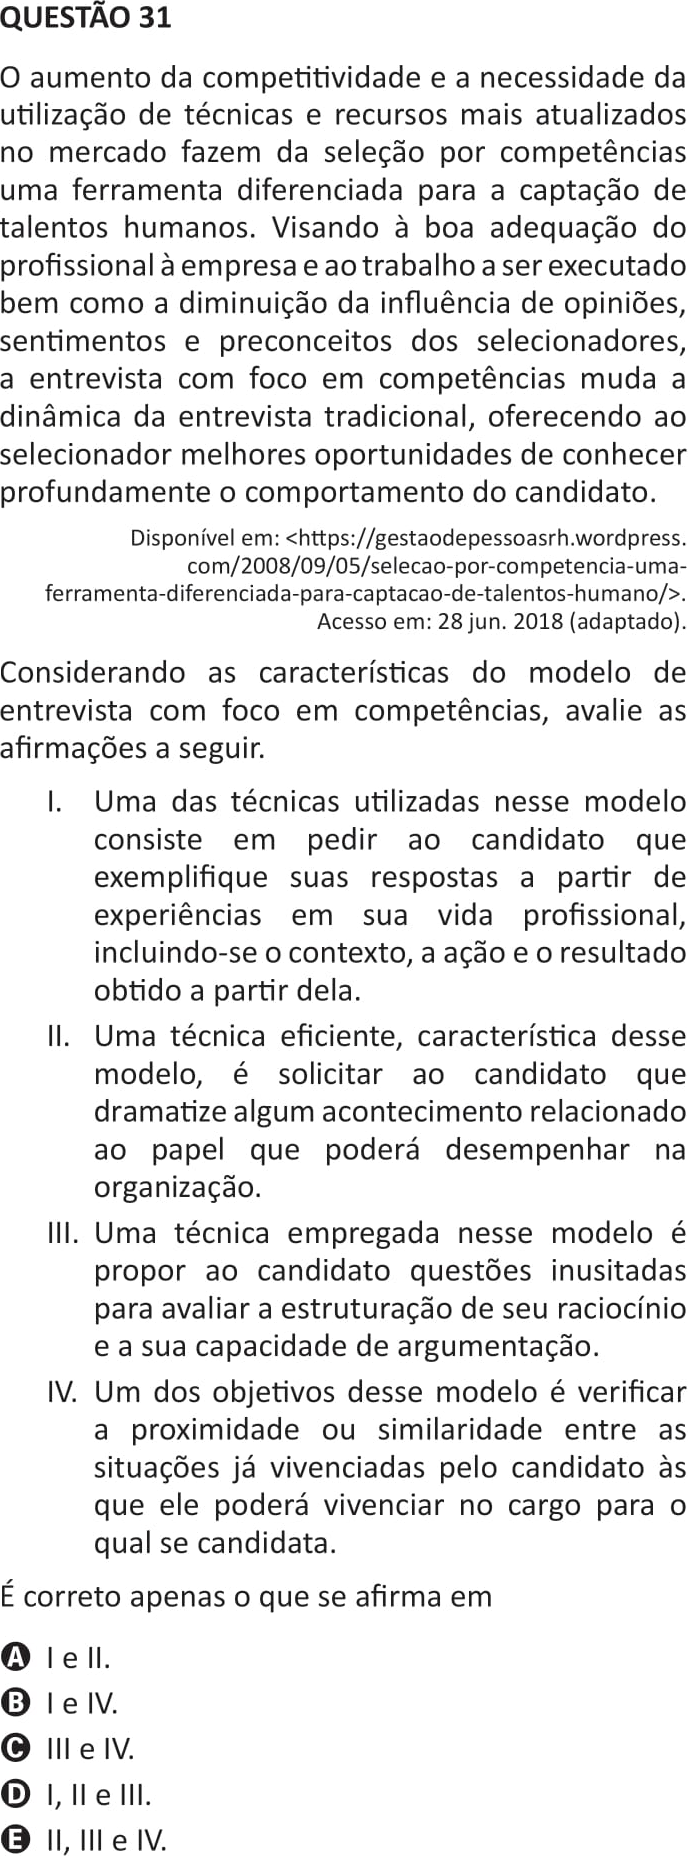 QUESTÃO 31
O aumento da competitividade e a necessidade da
utilização de técnicas e recursos mais atualizados
no mercado fazem da seleção por competências
uma ferramenta diferenciada para a captação de
talentos humanos. Visando à boa adequação do
profissional à empresa e ao trabalho a ser executado
bem como a diminuição da influência de opiniões,
sentimentos e preconceitos dos selecionadores,
a entrevista com foco em competências muda a
dinâmica da entrevista tradicional, oferecendo ao
selecionador melhores oportunidades de conhecer
profundamente o comportamento do candidato.
Disponível em: <https://gestaodepessoasrh.wordpress.
com/2008/09/05/selecao-por-competencia-uma-
ferramenta-diferenciada-para-captacao-de-talentos-humano/>.
Acesso em: 28 jun. 2018 (adaptado).
Considerando as características do modelo de
entrevista com foco em competências, avalie as
afirmações a seguir.
I. Uma das técnicas utilizadas nesse modelo
consiste em pedir ao candidato que
exemplifique suas respostas a partir de
experiências em sua vida profissional,
incluindo-se o contexto, a ação e o resultado
obtido a partir dela.
II. Uma técnica eficiente, característica desse
modelo, é solicitar ao candidato que
dramatize algum acontecimento relacionado
ao papel que poderá desempenhar na
organização.
III. Uma técnica empregada nesse modelo é
propor ao candidato questões inusitadas
para avaliar a estruturação de seu raciocínio
e a sua capacidade de argumentação.
IV. Um dos objetivos desse modelo é verificar
a proximidade ou similaridade entre as
situações já vivenciadas pelo candidato às
que ele poderá vivenciar no cargo para o
qual se candidata.
É correto apenas o que se afirma em
A I e II.
B I e IV.
C III e IV.
D I, II e III.
E II, III e IV.